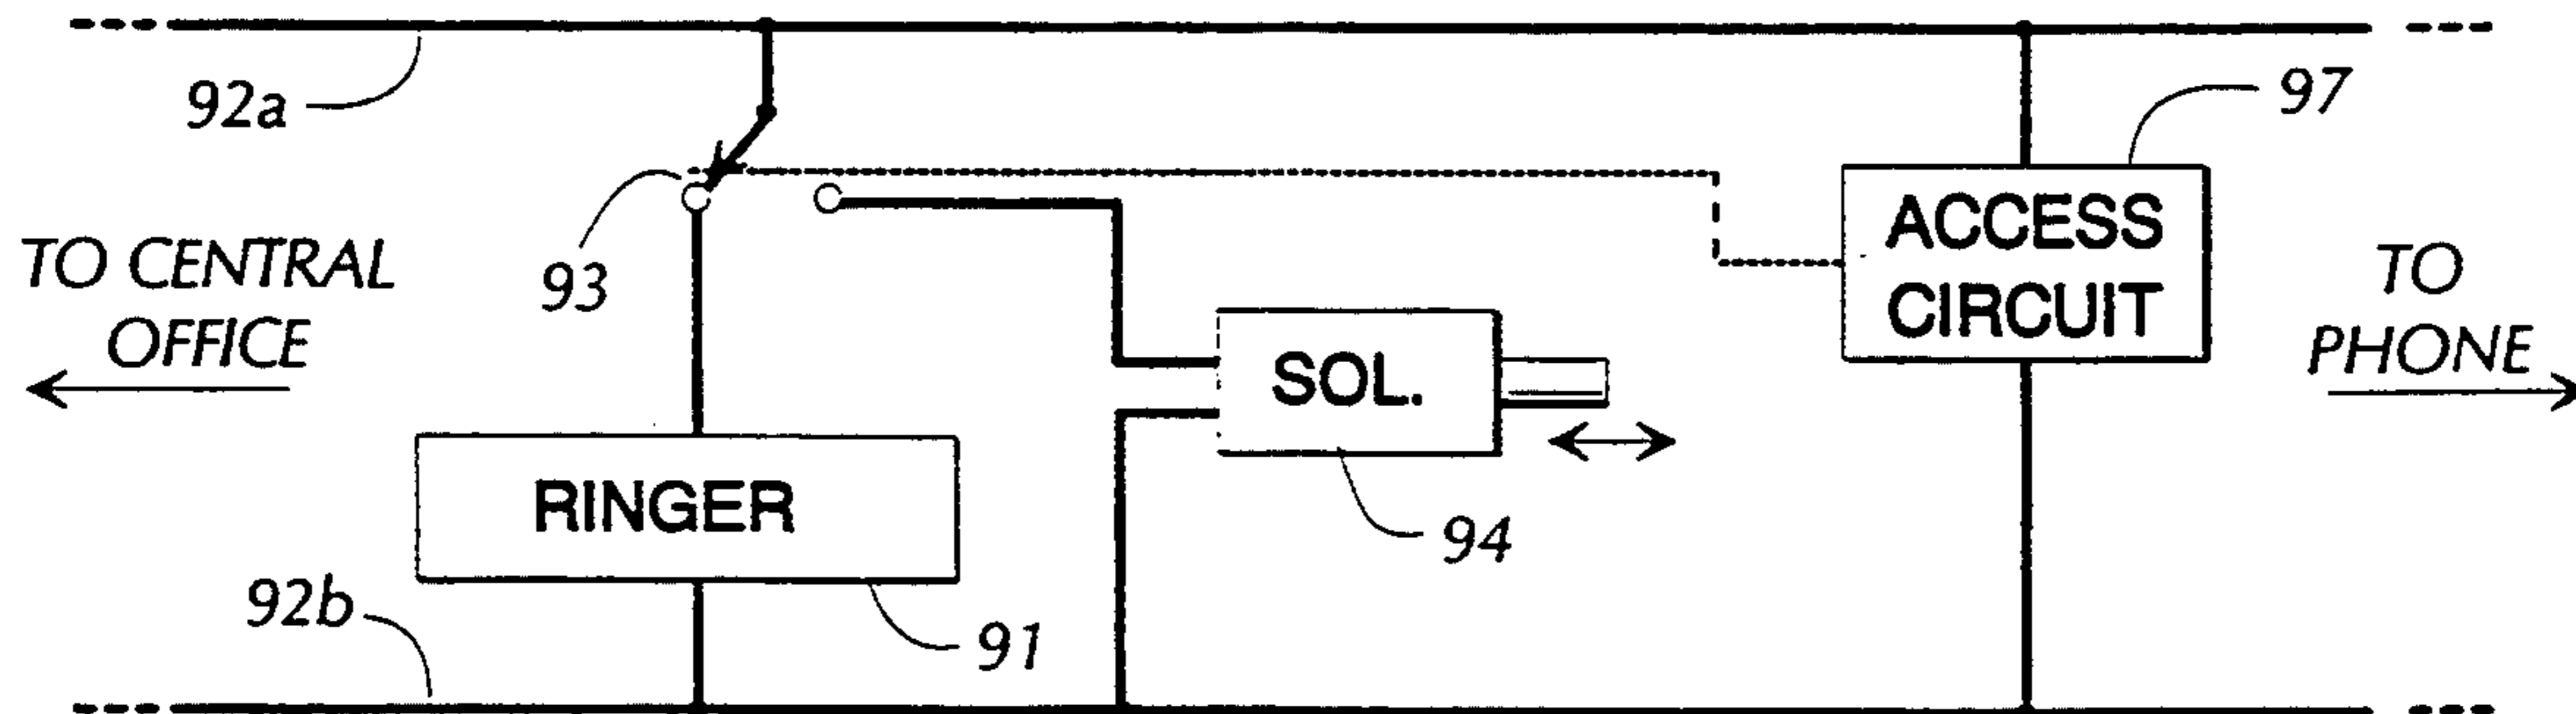 92a
97
93
TO CENTRAL
OFFICE
ACCESS
CIRCUIT
TO
PHONE
SOL.
RINGER
94
92b
91